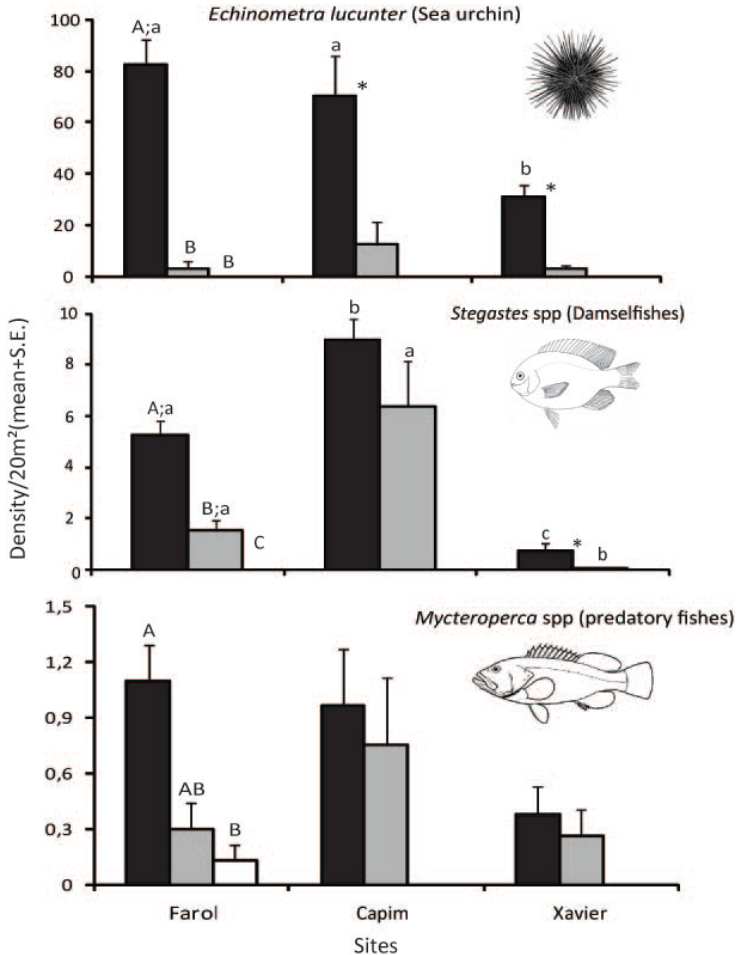 Echinometra lucunter (Sea urchin)
100
80
60
40
20
0
A;a
B
B
a
*
b
*
Stegastes spp (Damselfishes)
10
8
6
4
2
0
A;a
B;a
C
b
a
c
*
b
Mycteroperca spp (predatory fishes)
1,5
1,2
0,9
0,6
0,3
0
A
AB
B
Density/20m²(mean+S.E.)
Farol Capim Xavier
Sites